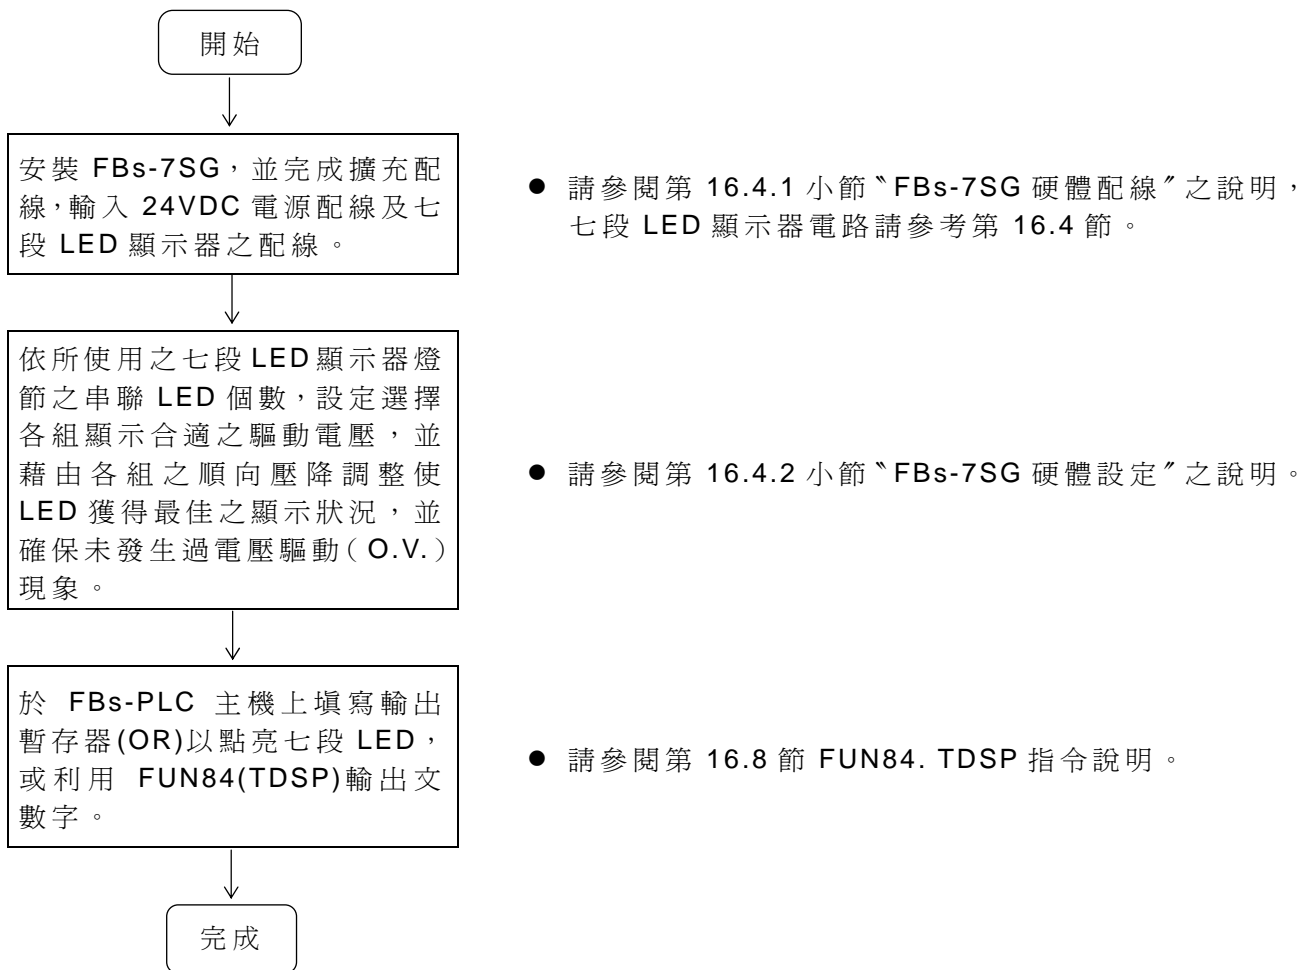 開始
安裝 FBs-7SG，並完成擴充配
線，輸入 24VDC 電源配線及七
段 LED 顯示器之配線。
● 請參閱第 16.4.1 小節〝FBs-7SG 硬體配線〞之說明，
七段 LED 顯示器電路請參考第 16.4 節。
依所使用之七段 LED 顯示器燈
節之串聯 LED 個數，設定選擇
各組顯示合適之驅動電壓，並
藉由各組之順向壓降調整使
LED 獲得最佳之顯示狀況，並
確保未發生過電壓驅動（O.V.）
現象。
● 請參閱第 16.4.2 小節〝FBs-7SG 硬體設定〞之說明。
於 FBs-PLC 主機上填寫輸出
暫存器(OR)以點亮七段 LED，
或利用 FUN84(TDSP)輸出文
數字。
● 請參閱第 16.8 節 FUN84. TDSP 指令說明。
完成